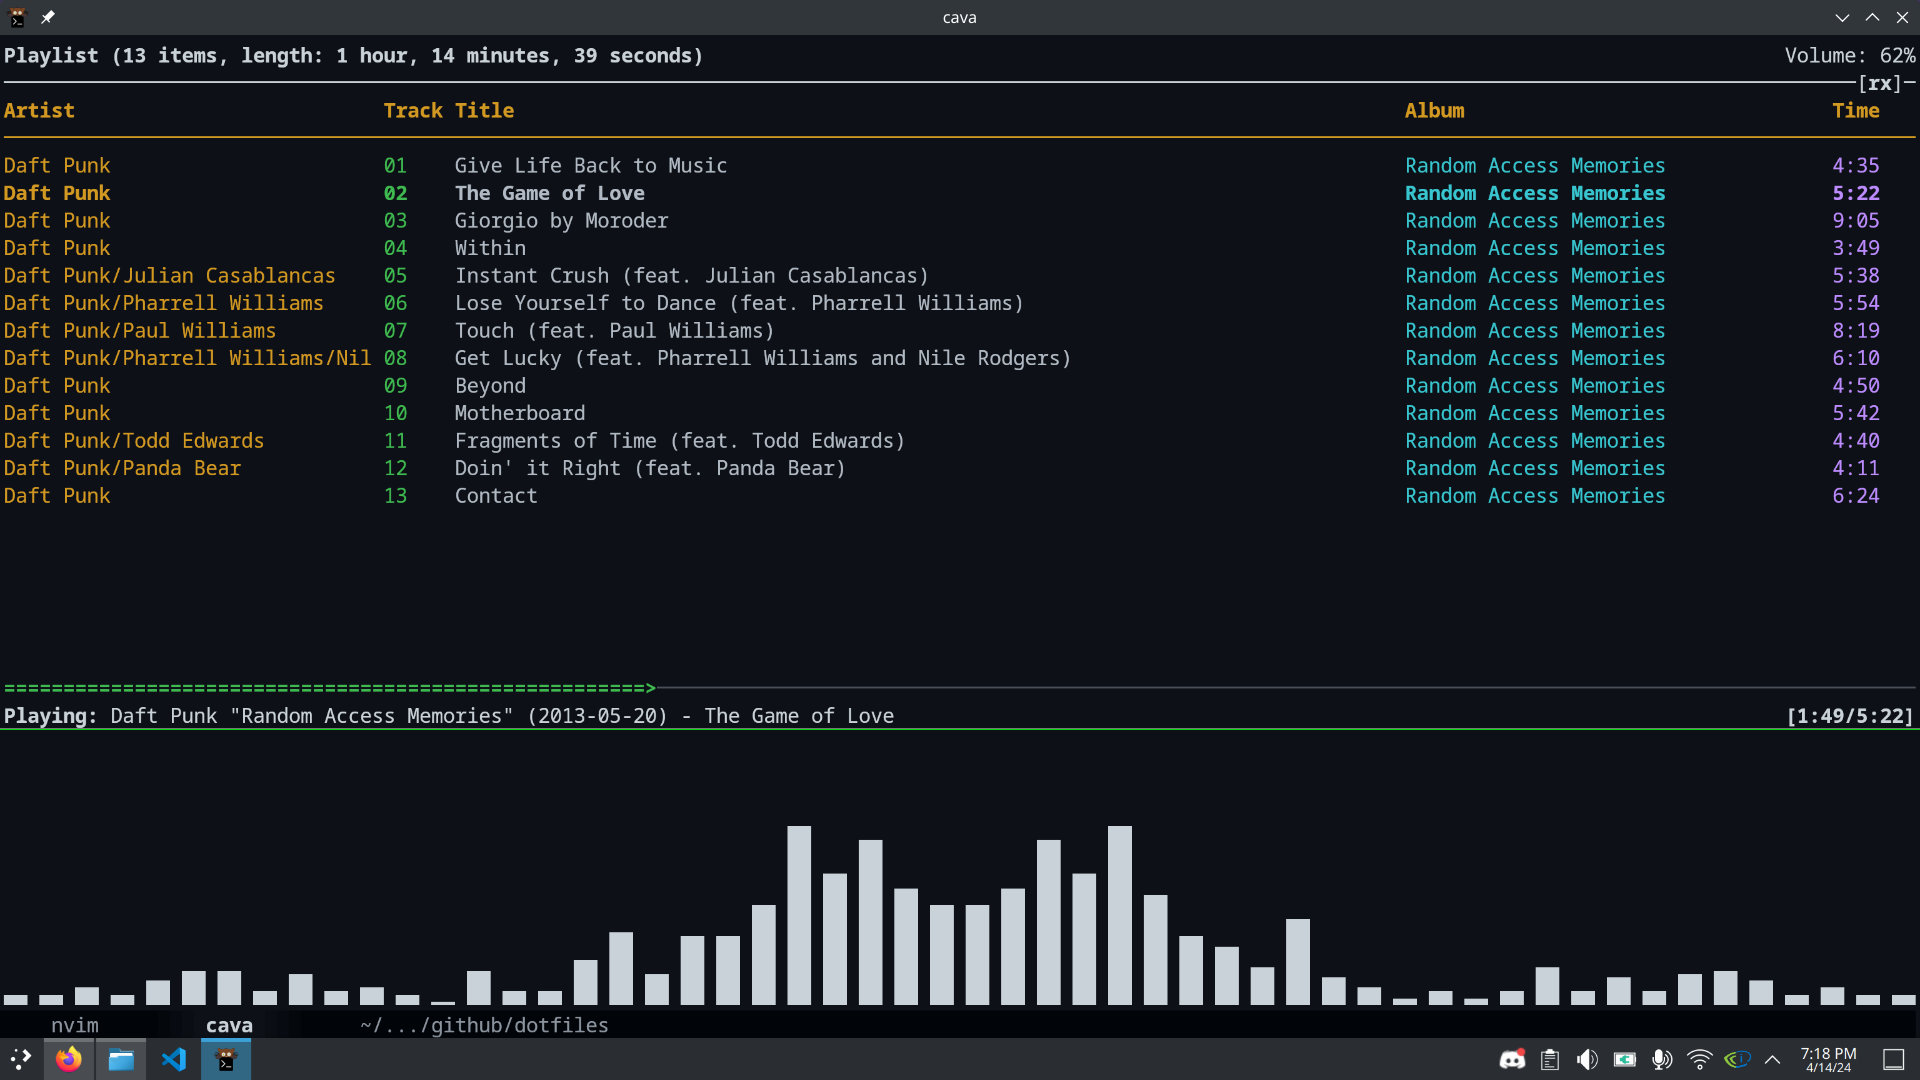 cava
Playlist (13 items, length: 1 hour, 14 minutes, 39 seconds) Volume: 62%
[rx]
Artist Track Title Album Time
Daft Punk 01 Give Life Back to Music Random Access Memories 4:35
Daft Punk 02 The Game of Love Random Access Memories 5:22
Daft Punk 03 Giorgio by Moroder Random Access Memories 9:05
Daft Punk 04 Within Random Access Memories 3:49
Daft Punk/Julian Casablancas 05 Instant Crush (feat. Julian Casablancas) Random Access Memories 5:38
Daft Punk/Pharrell Williams 06 Lose Yourself to Dance (feat. Pharrell Williams) Random Access Memories 5:54
Daft Punk/Paul Williams 07 Touch (feat. Paul Williams) Random Access Memories 8:19
Daft Punk/Pharrell Williams/Nil 08 Get Lucky (feat. Pharrell Williams and Nile Rodgers) Random Access Memories 6:10
Daft Punk 09 Beyond Random Access Memories 4:50
Daft Punk 10 Motherboard Random Access Memories 5:42
Daft Punk/Todd Edwards 11 Fragments of Time (feat. Todd Edwards) Random Access Memories 4:40
Daft Punk/Panda Bear 12 Doin' it Right (feat. Panda Bear) Random Access Memories 4:11
Daft Punk 13 Contact Random Access Memories 6:24
Playing: Daft Punk "Random Access Memories" (2013-05-20) - The Game of Love [1:49/5:22]
nvim cava ~/.../github/dotfiles
7:18 PM
4/14/24